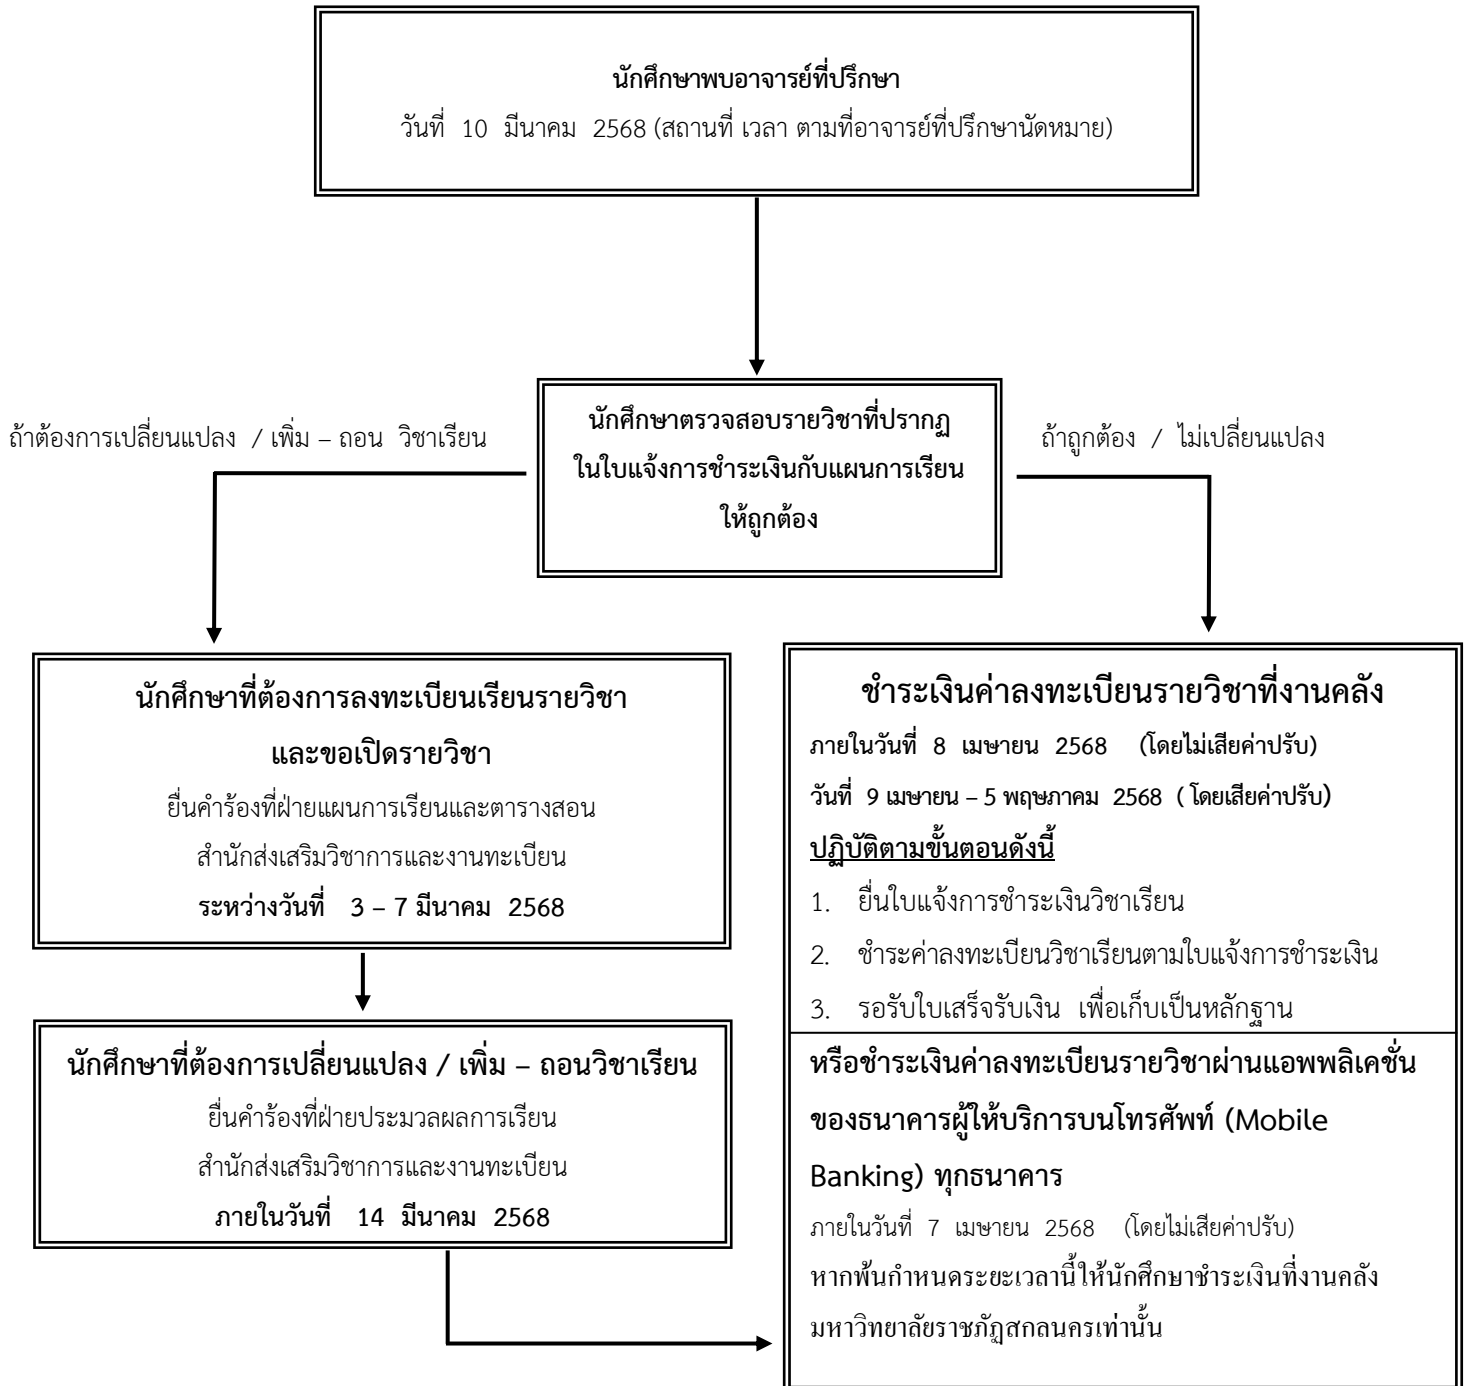 นักศึกษาพบอาจารย์ที่ปรึกษา
วันที่ 10 มีนาคม 2568 (สถานที่ เวลา ตามที่อาจารย์ที่ปรึกษานัดหมาย)
นักศึกษาตรวจสอบรายวิชาที่ปรากฏ
ในใบแจ้งการชำระเงินกับแผนการเรียน
ให้ถูกต้อง
ถ้าต้องการเปลี่ยนแปลง / เพิ่ม – ถอน วิชาเรียน
ถ้าถูกต้อง / ไม่เปลี่ยนแปลง
นักศึกษาที่ต้องการลงทะเบียนเรียนรายวิชา
และขอเปิดรายวิชา
ยื่นคำร้องที่ฝ่ายแผนการเรียนและตารางสอน
สำนักส่งเสริมวิชาการและงานทะเบียน
ระหว่างวันที่ 3 – 7 มีนาคม 2568
นักศึกษาที่ต้องการเปลี่ยนแปลง / เพิ่ม – ถอนวิชาเรียน
ยื่นคำร้องที่ฝ่ายประมวลผลการเรียน
สำนักส่งเสริมวิชาการและงานทะเบียน
ภายในวันที่ 14 มีนาคม 2568
ชำระเงินค่าลงทะเบียนรายวิชาที่งานคลัง
ภายในวันที่ 8 เมษายน 2568 (โดยไม่เสียค่าปรับ)
วันที่ 9 เมษายน – 5 พฤษภาคม 2568 ( โดยเสียค่าปรับ)
ปฏิบัติตามขั้นตอนดังนี้
1. ยื่นใบแจ้งการชำระเงินวิชาเรียน
2. ชำระค่าลงทะเบียนวิชาเรียนตามใบแจ้งการชำระเงิน
3. รอรับใบเสร็จรับเงิน เพื่อเก็บเป็นหลักฐาน
หรือชำระเงินค่าลงทะเบียนรายวิชาผ่านแอพพลิเคชั่น
ของธนาคารผู้ให้บริการบนโทรศัพท์ (Mobile
Banking) ทุกธนาคาร
ภายในวันที่ 7 เมษายน 2568 (โดยไม่เสียค่าปรับ)
หากพ้นกำหนดระยะเวลานี้ให้นักศึกษาชำระเงินที่งานคลัง
มหาวิทยาลัยราชภัฏสกลนครเท่านั้น